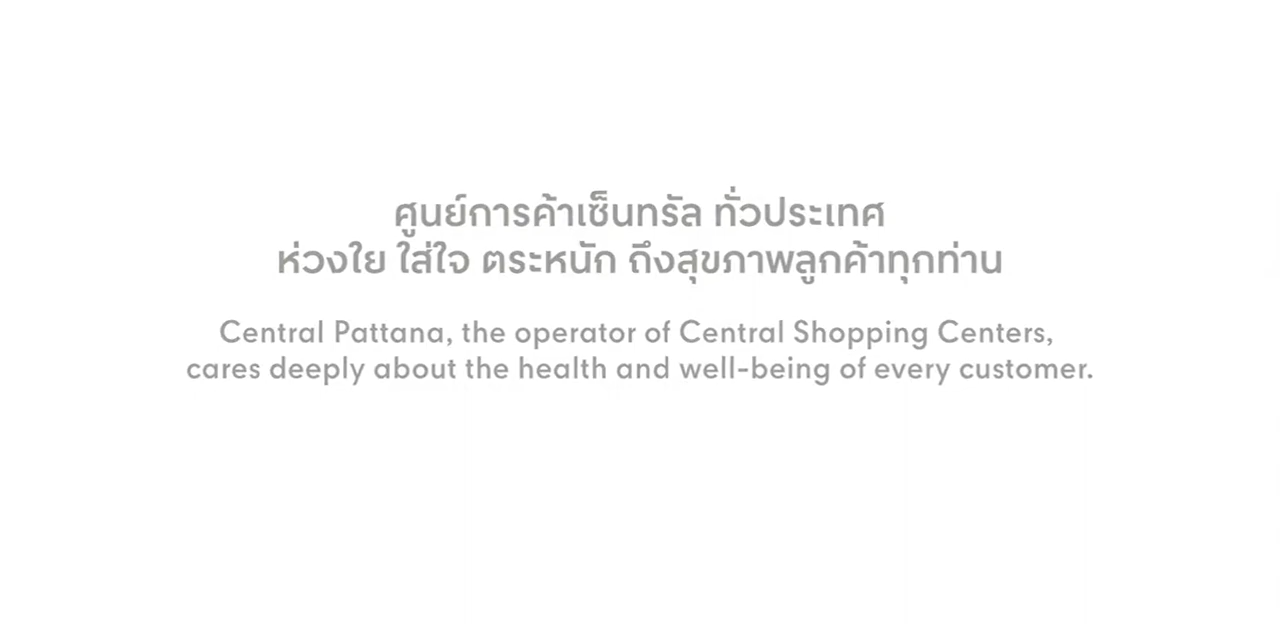 ศูนย์การค้าเซ็นทรัล ทั่วประเทศ
ห่วงใย ใส่ใจ ตระหนัก ถึงสุขภาพลูกค้าทุกท่าน
Central Pattana, the operator of Central Shopping Centers,
cares deeply about the health and well-being of every customer.